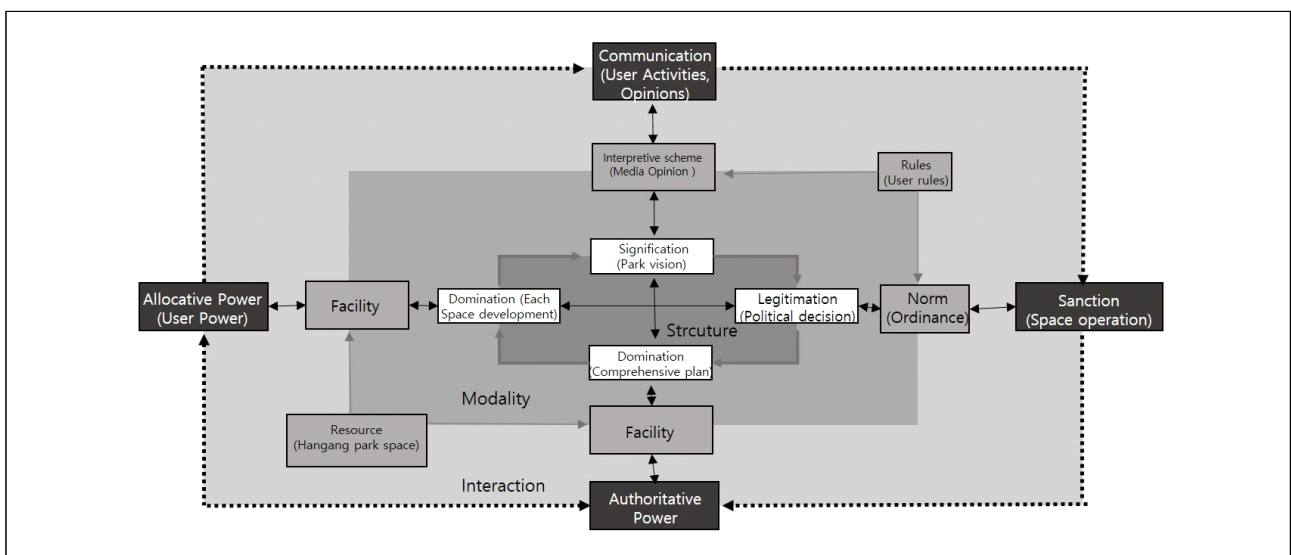 Communication
(User Activities,
Opinions)
Interpretive scheme
(Media Opinion )
Rules
(User rules)
Signification
(Park vision)
Allocative Power
(User Power)
Facility
Domination (Each
Space development)
Legitimation
(Political decision)
Norm
(Ordinance)
Sanction
(Space operation)
Strcuture
Domination
(Comprehensive plan)
Modality
Resource
(Hangang park space)
Facility
Interaction
Authoritative
Power